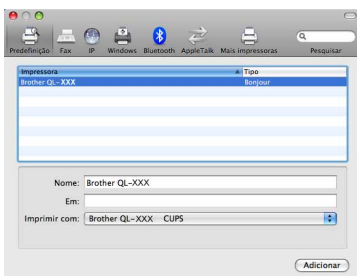 Predefinição Fax IP Windows Bluetooth AppleTalk Mais impressoras Pesquisar
Impressora Tipo
Brother QL-XXX Bonjour
Nome: Brother QL-XXX
Em:
Imprimir com: Brother QL-XXX CUPS
Adicionar